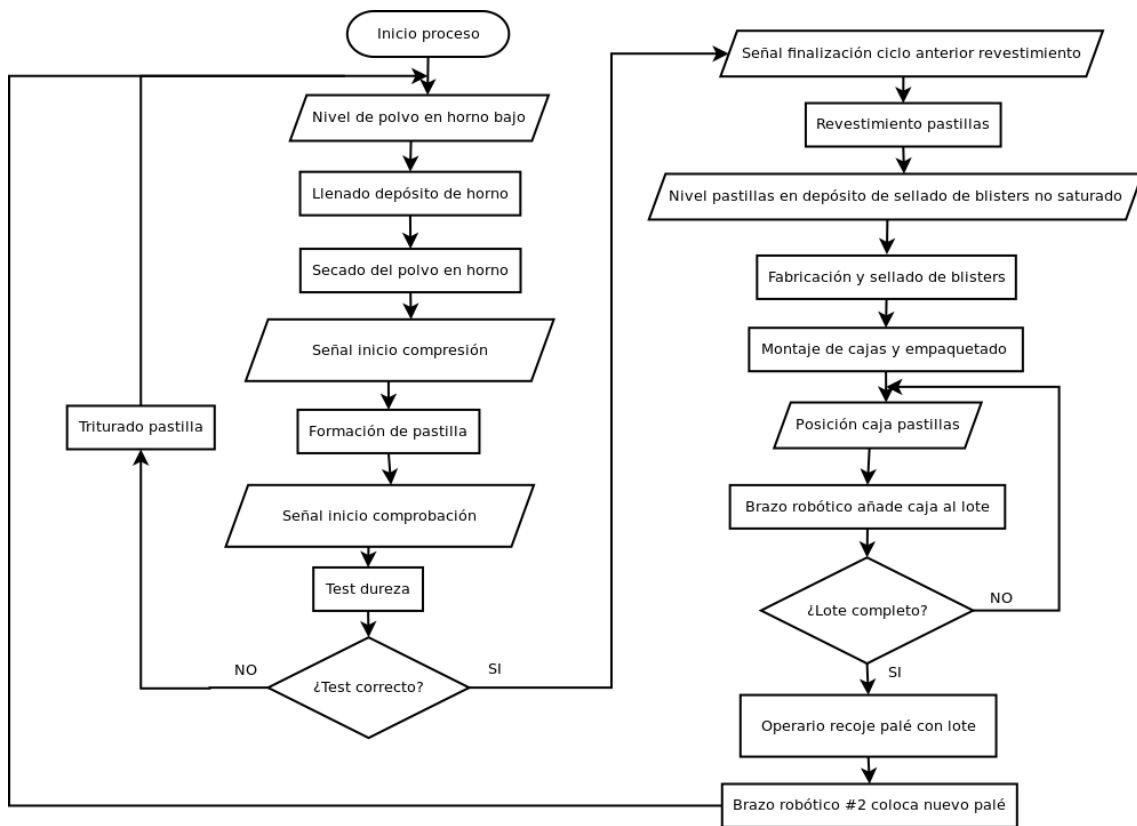 Inicio proceso
Nivel de polvo en horno bajo
Llenado depósito de horno
Secado del polvo en horno
Señal inicio compresión
Triturado pastilla
Formación de pastilla
Señal inicio comprobación
Test dureza
NO
¿Test correcto?
SI
Señal finalización ciclo anterior revestimiento
Revestimiento pastillas
Nivel pastillas en depósito de sellado de blisters no saturado
Fabricación y sellado de blisters
Montaje de cajas y empaquetado
Posición caja pastillas
Brazo robótico añade caja al lote
¿Lote completo?
NO
SI
Operario recoje palé con lote
Brazo robótico #2 coloca nuevo palé